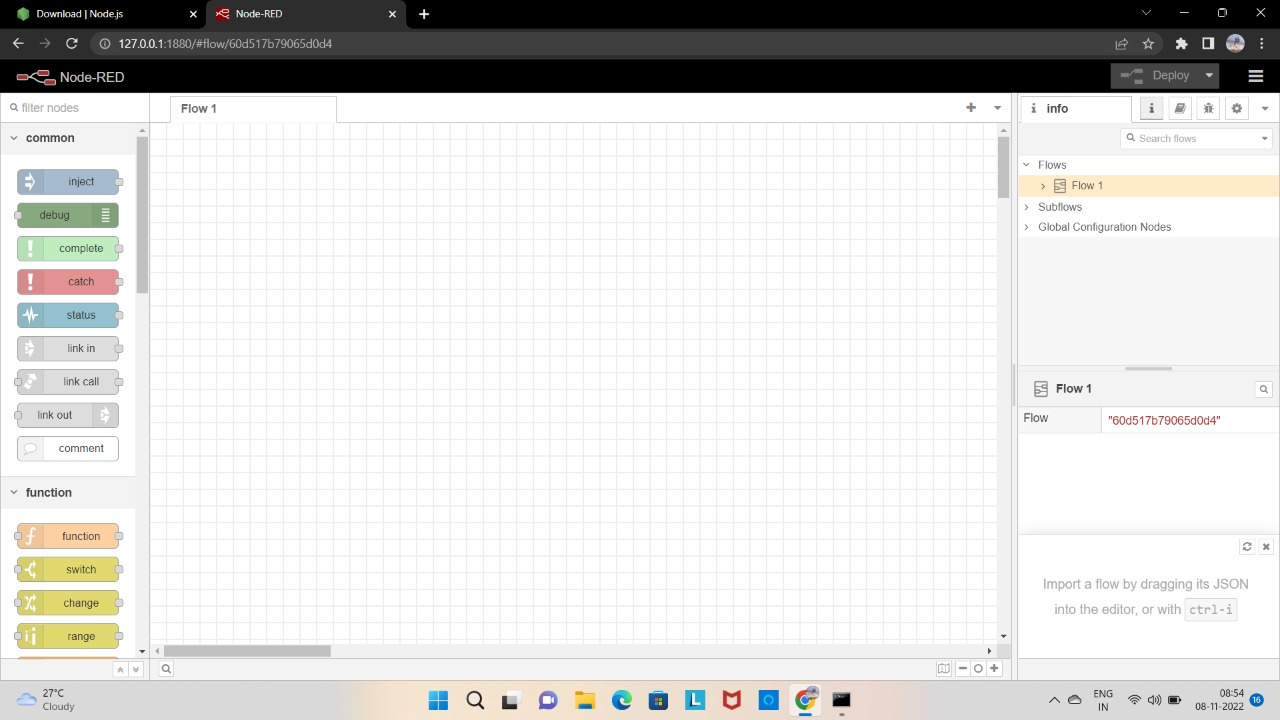 Download | Node.js
Node-RED
127.0.0.1:1880/#flow/60d517b79065d0d4
Node-RED
Deploy
filter nodes
Flow 1
info
common
Search flows
inject
debug
complete
catch
status
link in
link call
link out
comment
function
function
switch
change
range
Flows
Flow 1
Subflows
Global Configuration Nodes
Flow 1
Flow
"60d517b79065d0d4"
Import a flow by dragging its JSON
into the editor, or with ctrl-i
27°C
ENG
IN
08:54
08-11-2022
16